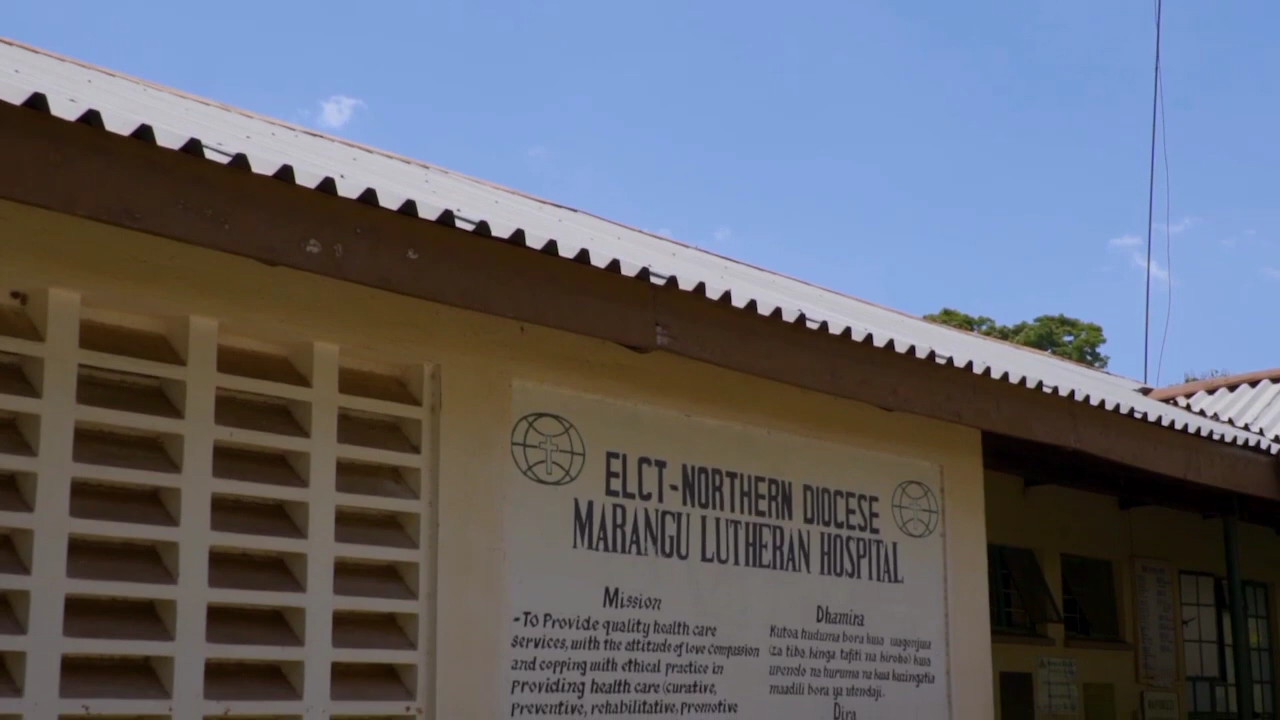 ELCT-NORTHERN DIOCESE
MARANGU LUTHERAN HOSPITAL
Mission
-To Provide quality health care
services, with the attitude of love compassion
and copping with ethical practice in
providing health care (curative,
Preventive, rehabilitative, promotive
Dhamira
Kutoa huduma bora kwa wagonjwa
(za tiba, kinga, tafiti na kiroho) kwa
upendo na huruma na kwa kuzingatia
maadili bora ya utendaji.
Dira